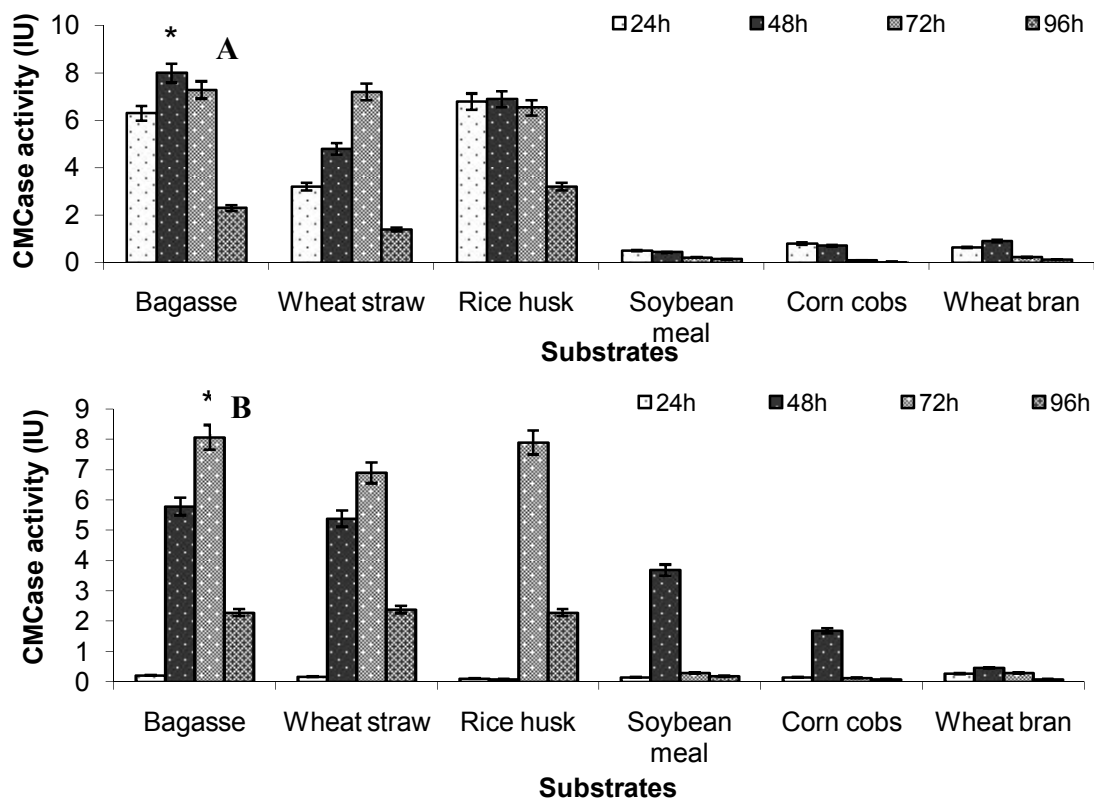 * A
24h 48h 72h 96h
CMCase activity (IU)
10
8
6
4
2
0
Bagasse Wheat straw Rice husk Soybean meal Corn cobs Wheat bran
Substrates
* B
24h 48h 72h 96h
CMCase activity (IU)
9
8
7
6
5
4
3
2
1
0
Bagasse Wheat straw Rice husk Soybean meal Corn cobs Wheat bran
Substrates